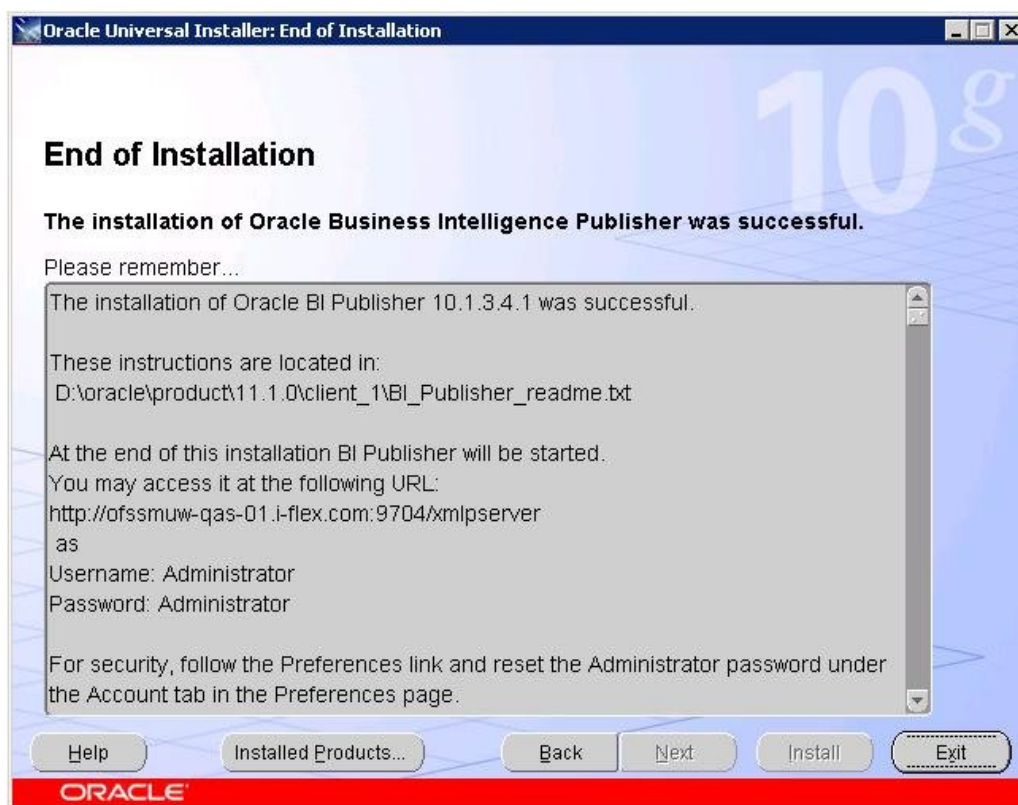 Oracle Universal Installer: End of Installation
10g
End of Installation
The installation of Oracle Business Intelligence Publisher was successful.
Please remember...
The installation of Oracle BI Publisher 10.1.3.4.1 was successful.
These instructions are located in:
D:\oracle\product\11.1.0\client_1\BI_Publisher_readme.txt
At the end of this installation BI Publisher will be started.
You may access it at the following URL:
http://ofssmuw-qas-01.i-flex.com:9704/xmlpserver
as
Username: Administrator
Password: Administrator
For security, follow the Preferences link and reset the Administrator password under
the Account tab in the Preferences page.
Help Installed Products... Back Next Install Exit
ORACLE